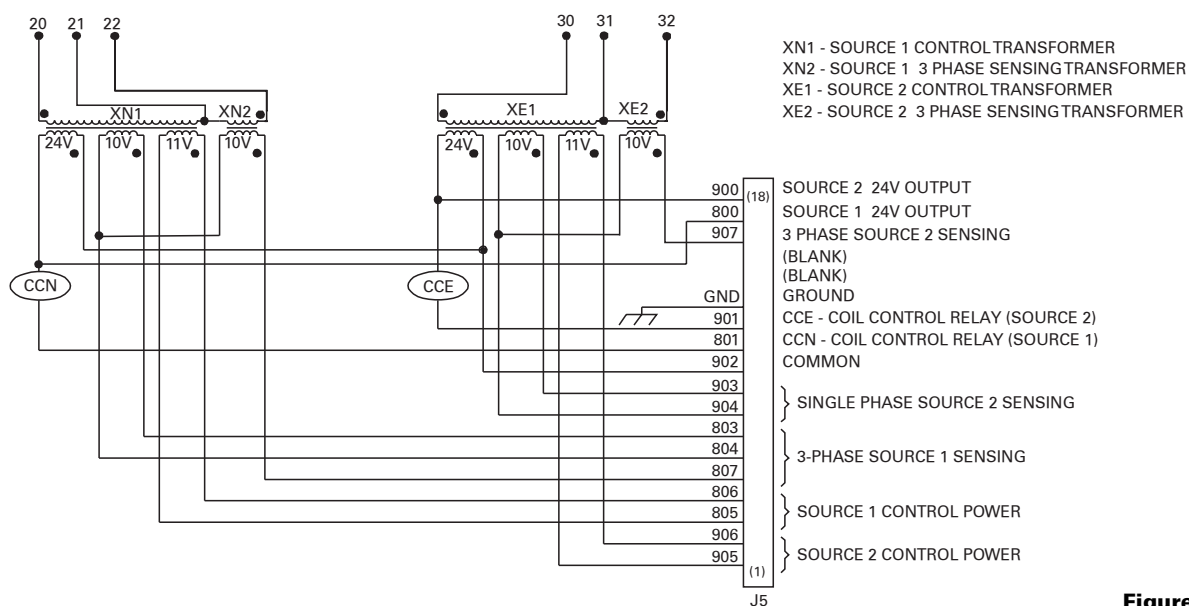 20 21 22 30 31 32
XN1 - SOURCE 1 CONTROL TRANSFORMER
XN2 - SOURCE 1 3 PHASE SENSING TRANSFORMER
XE1 - SOURCE 2 CONTROL TRANSFORMER
XE2 - SOURCE 2 3 PHASE SENSING TRANSFORMER
XN1 XN2 XE1 XE2
24V 10V 11V 10V 24V 10V 11V 10V
900 (18) SOURCE 2 24V OUTPUT
800 SOURCE 1 24V OUTPUT
907 3 PHASE SOURCE 2 SENSING
(BLANK)
(BLANK)
CCN CCE
GND GROUND
901 CCE - COIL CONTROL RELAY (SOURCE 2)
801 CCN - COIL CONTROL RELAY (SOURCE 1)
902 COMMON
903
904
SINGLE PHASE SOURCE 2 SENSING
803
804 3-PHASE SOURCE 1 SENSING
807
806
805
SOURCE 1 CONTROL POWER
906
905
SOURCE 2 CONTROL POWER
(1)
J5
Figure